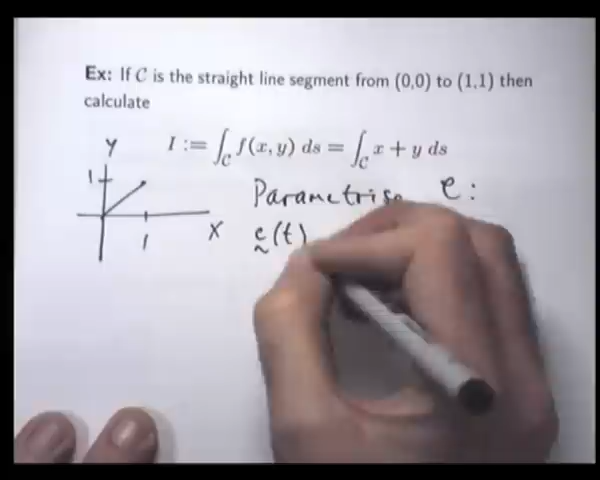 Ex: If C is the straight line segment from (0,0) to (1,1) then
calculate
I := ∫_C f(x, y) ds = ∫_C x + y ds
y
1
x
1
Parametrise C:
c(t)